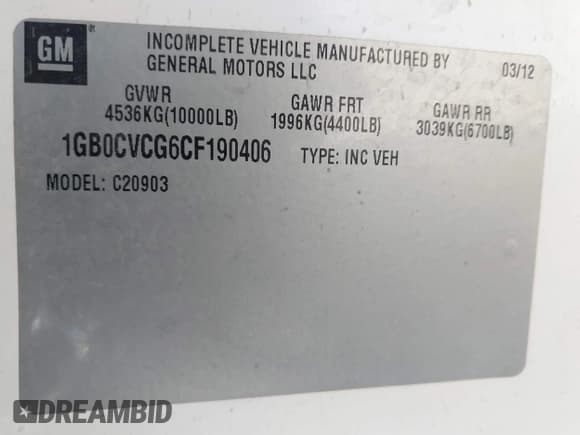 GM
INCOMPLETE VEHICLE MANUFACTURED BY
GENERAL MOTORS LLC
03/12
GVWR GAWR FRT GAWR RR
4536KG(10000LB) 1996KG(4400LB) 3039KG(6700LB)
1GB0CVCG6CF190406 TYPE: INC VEH
MODEL: C20903
DREAMBID